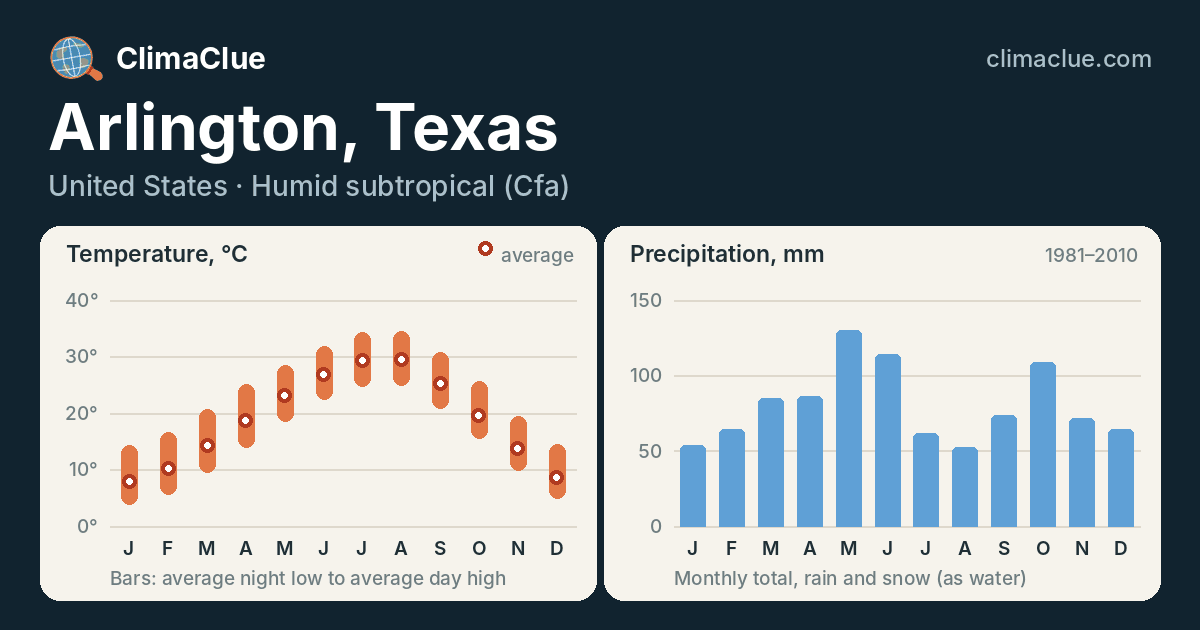 ClimaClue
climaclue.com
Arlington, Texas
United States · Humid subtropical (Cfa)
Temperature, °C
average
40°
30°
20°
10°
0°
J F M A M J J A S O N D
Bars: average night low to average day high
Precipitation, mm
1981–2010
150
100
50
0
J F M A M J J A S O N D
Monthly total, rain and snow (as water)